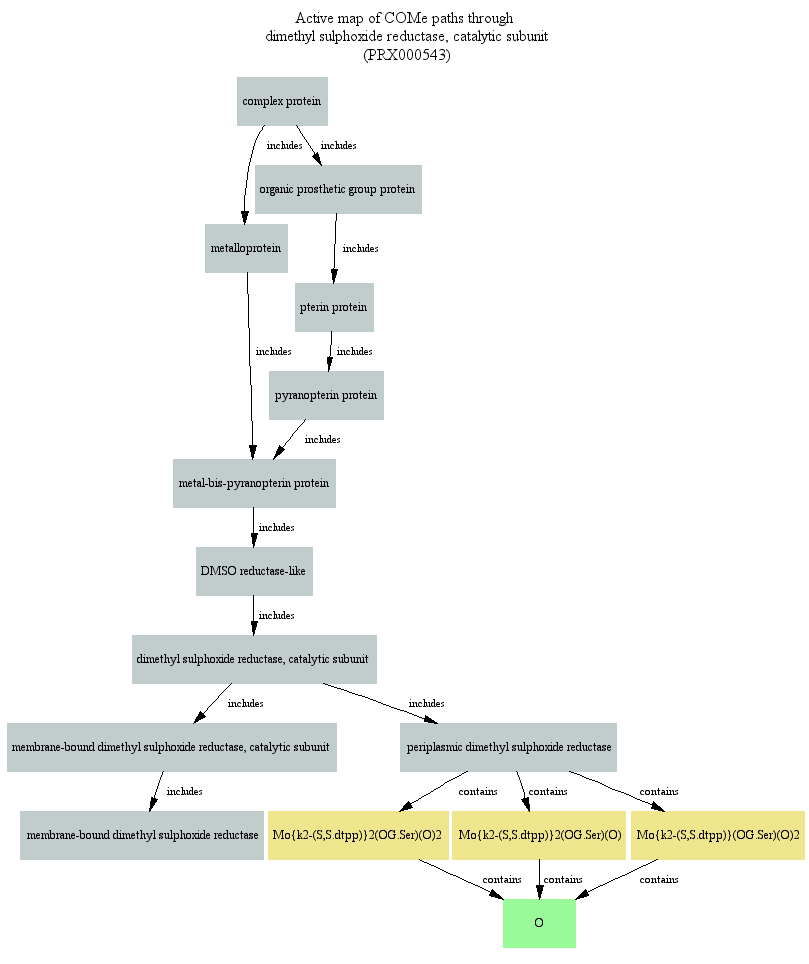 Active map of COMe paths through
dimethyl sulphoxide reductase, catalytic subunit
(PRX000543)
complex protein
includes
includes
organic prosthetic group protein
metalloprotein
includes
pterin protein
includes
includes
pyranopterin protein
includes
metal-bis-pyranopterin protein
includes
DMSO reductase-like
includes
dimethyl sulphoxide reductase, catalytic subunit
includes
includes
membrane-bound dimethyl sulphoxide reductase, catalytic subunit
periplasmic dimethyl sulphoxide reductase
includes
contains
contains
contains
membrane-bound dimethyl sulphoxide reductase
Mo{k2-(S,S.dtpp)}2(OG.Ser)(O)2
Mo{k2-(S,S.dtpp)}2(OG.Ser)(O)
Mo{k2-(S,S.dtpp)}(OG.Ser)(O)2
contains
contains
contains
O